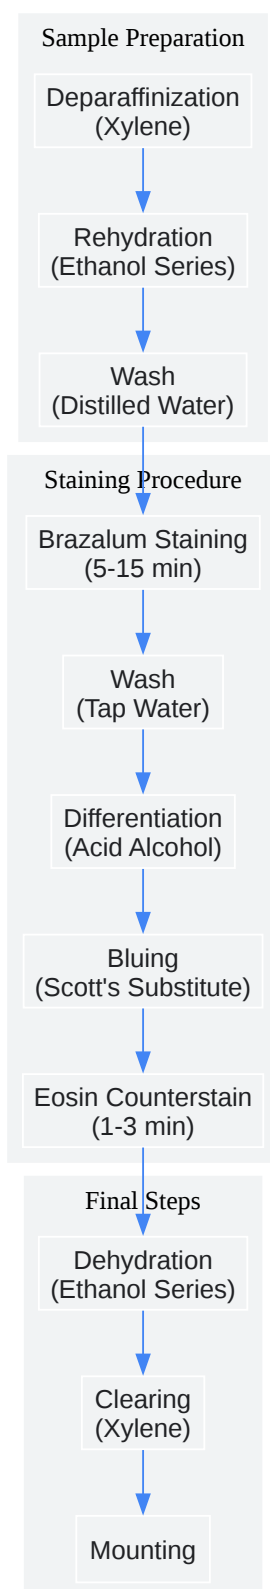 Sample Preparation
Deparaffinization
(Xylene)
Rehydration
(Ethanol Series)
Wash
(Distilled Water)
Staining Procedure
Brazalum Staining
(5-15 min)
Wash
(Tap Water)
Differentiation
(Acid Alcohol)
Bluing
(Scott's Substitute)
Eosin Counterstain
(1-3 min)
Final Steps
Dehydration
(Ethanol Series)
Clearing
(Xylene)
Mounting